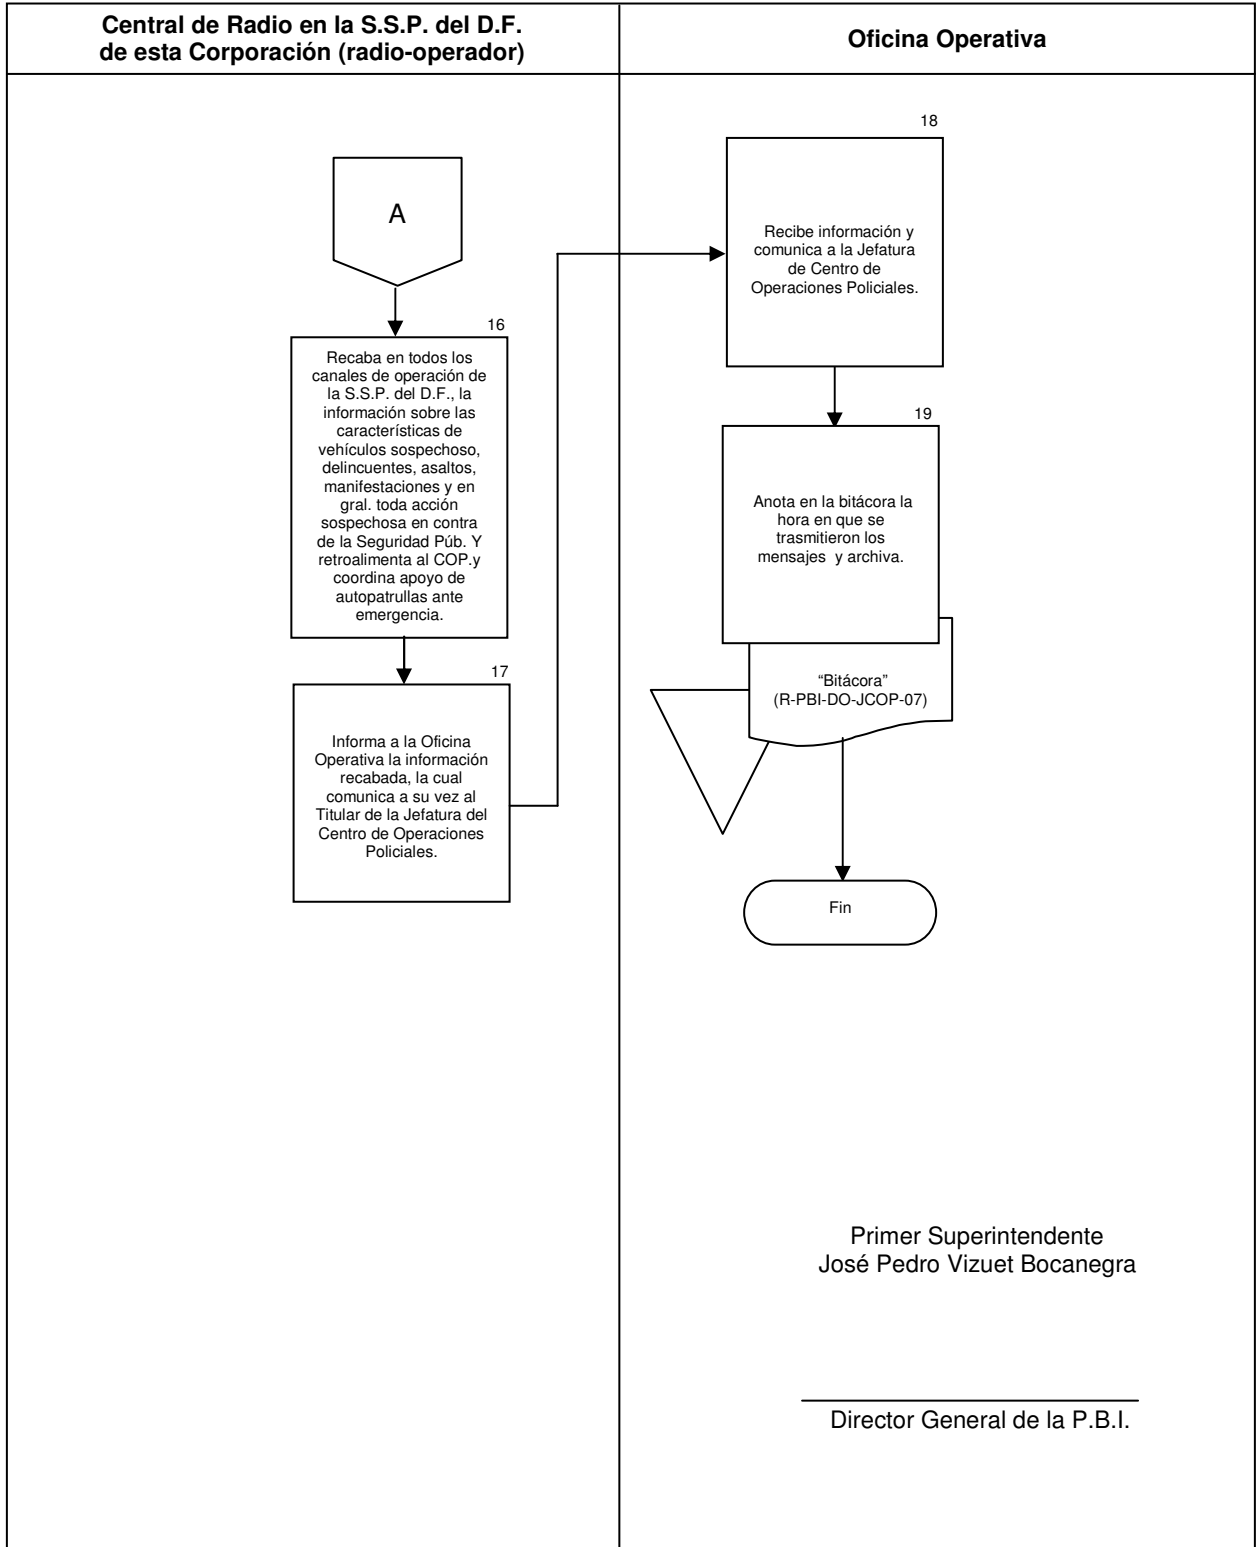 Central de Radio en la S.S.P. del D.F.
de esta Corporación (radio-operador)
Oficina Operativa
A
16
Recaba en todos los
canales de operación de
la S.S.P. del D.F., la
información sobre las
características de
vehículos sospechoso,
delincuentes, asaltos,
manifestaciones y en
gral. toda acción
sospechosa en contra
de la Seguridad Púb. Y
retroalimenta al COP.y
coordina apoyo de
autopatrullas ante
emergencia.
17
Informa a la Oficina
Operativa la información
recabada, la cual
comunica a su vez al
Titular de la Jefatura del
Centro de Operaciones
Policiales.
18
Recibe información y
comunica a la Jefatura
de Centro de
Operaciones Policiales.
19
Anota en la bitácora la
hora en que se
trasmitieron los
mensajes y archiva.
“Bitácora”
(R-PBI-DO-JCOP-07)
Fin
Primer Superintendente
José Pedro Vizuet Bocanegra
Director General de la P.B.I.